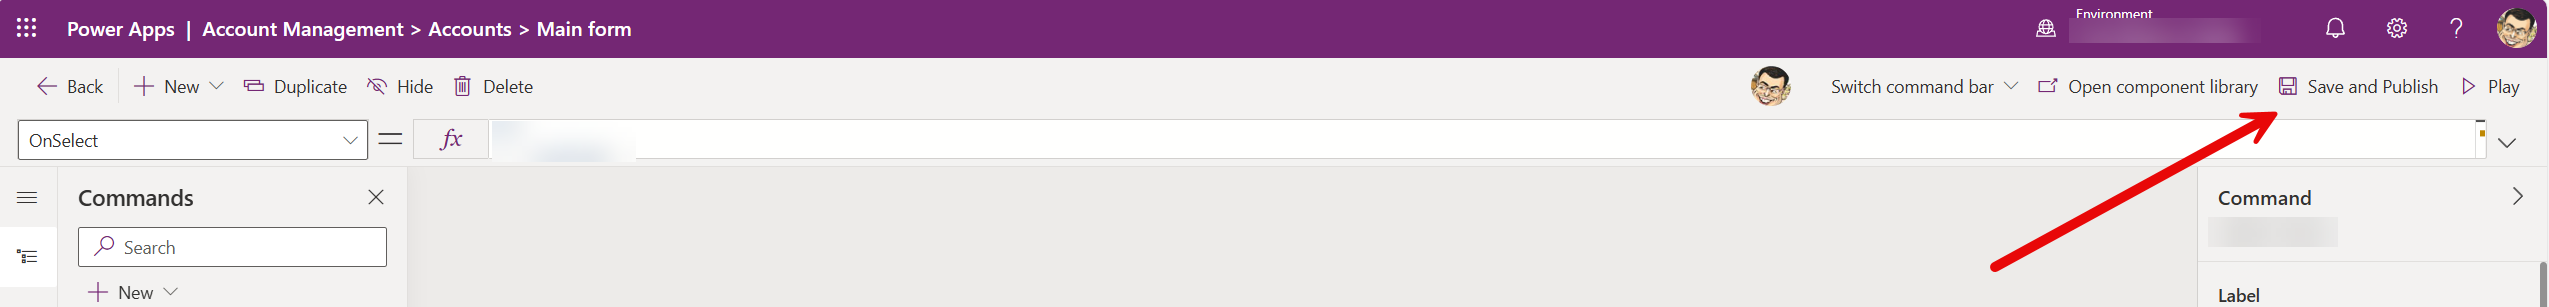 Power Apps | Account Management > Accounts > Main form
Environment
Back New Duplicate Hide Delete Switch command bar Open component library Save and Publish Play
OnSelect = fx
Commands
Command
Search
New
Label